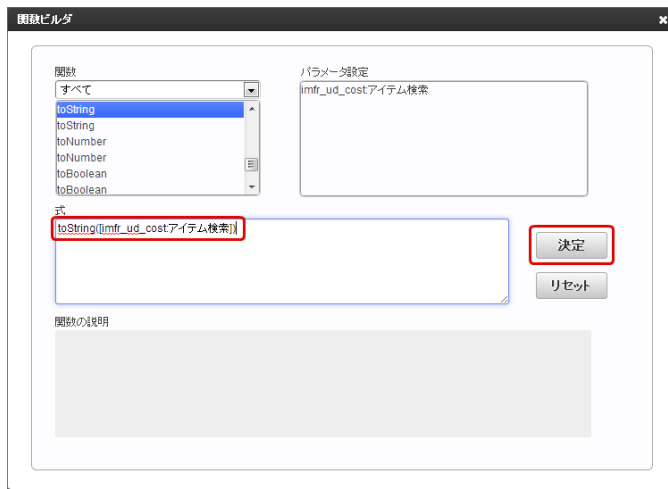 関数ビルダ
関数
パラメータ設定
すべて
imfr_ud_cost:アイテム検索
toString
toString
toNumber
toNumber
toBoolean
toBoolean
式
toString([imfr_ud_cost:アイテム検索])
決定
リセット
関数の説明